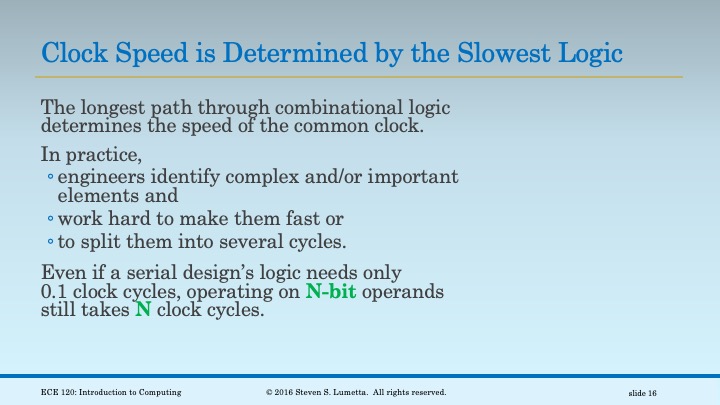 Clock Speed is Determined by the Slowest Logic
The longest path through combinational logic
determines the speed of the common clock.
In practice,
◦ engineers identify complex and/or important
elements and
◦ work hard to make them fast or
◦ to split them into several cycles.
Even if a serial design’s logic needs only
0.1 clock cycles, operating on N-bit operands
still takes N clock cycles.
ECE 120: Introduction to Computing
© 2016 Steven S. Lumetta.  All rights reserved.
slide 16